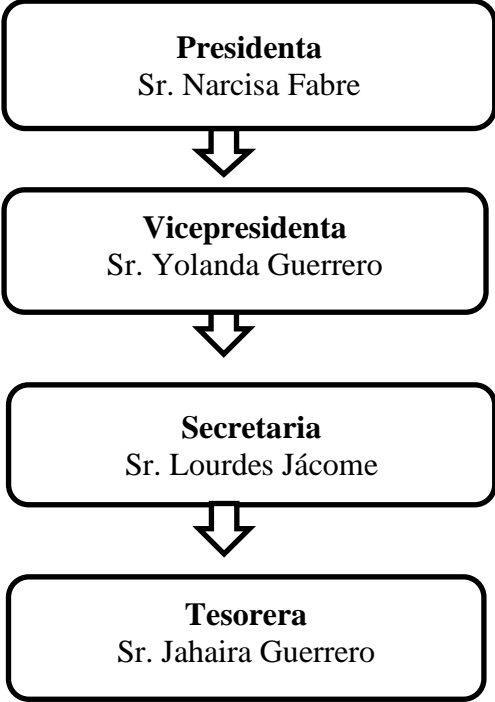 Presidenta
Sr. Narcisa Fabre
Vicepresidenta
Sr. Yolanda Guerrero
Secretaria
Sr. Lourdes Jácome
Tesorera
Sr. Jahaira Guerrero